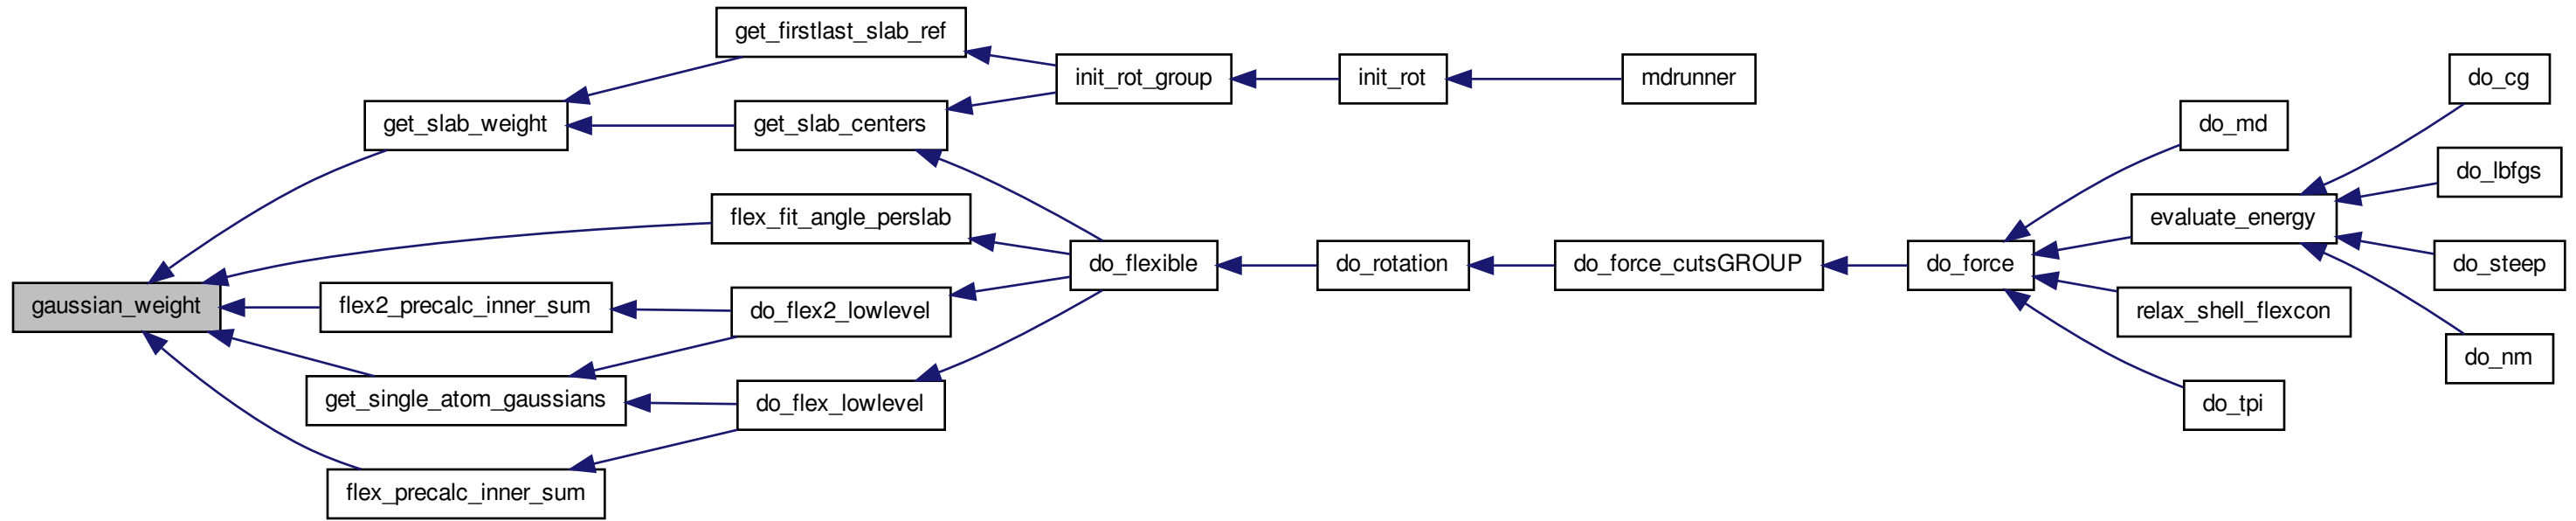 get_firstlast_slab_ref
init_rot_group
init_rot
mdrunner
do_cg
get_slab_weight
get_slab_centers
do_md
do_lbfgs
flex_fit_angle_perslab
evaluate_energy
gaussian_weight
do_flexible
do_rotation
do_force_cutsGROUP
do_force
do_steep
flex2_precalc_inner_sum
do_flex2_lowlevel
relax_shell_flexcon
do_nm
get_single_atom_gaussians
do_flex_lowlevel
do_tpi
flex_precalc_inner_sum